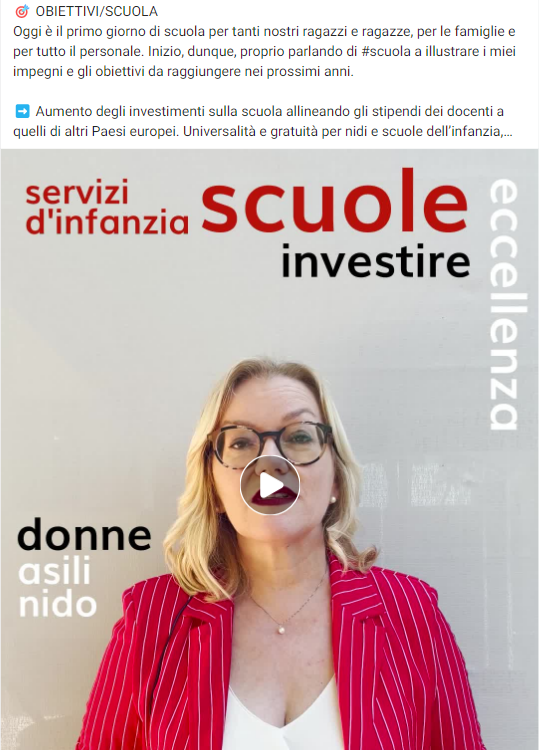 🎯 OBIETTIVI/SCUOLA
Oggi è il primo giorno di scuola per tanti nostri ragazzi e ragazze, per le famiglie e
per tutto il personale. Inizio, dunque, proprio parlando di #scuola a illustrare i miei
impegni e gli obiettivi da raggiungere nei prossimi anni.
➡️ Aumento degli investimenti sulla scuola allineando gli stipendi dei docenti a
quelli di altri Paesi europei. Universalità e gratuità per nidi e scuole dell'infanzia,...
servizi
d'infanzia
scuole
investire
eccellenza
donne
asili
nido